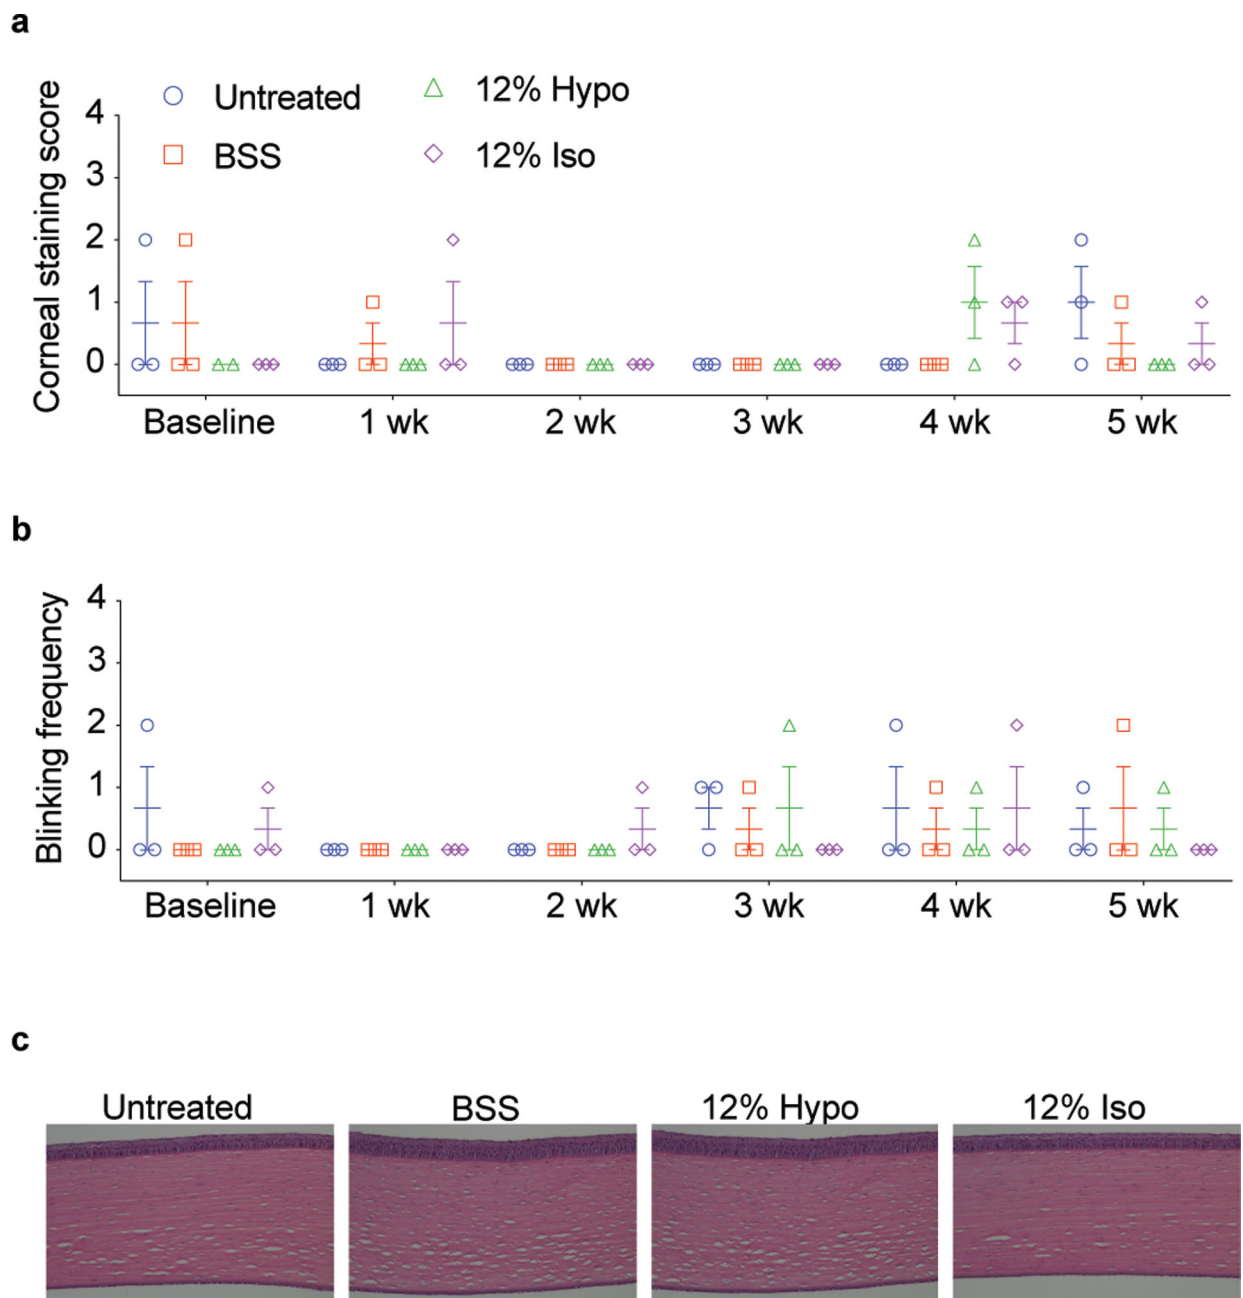 a
Corneal staining score
Untreated
12% Hypo
BSS
12% Iso
4
3
2
1
0
Baseline 1 wk 2 wk 3 wk 4 wk 5 wk
b
Blinking frequency
4
3
2
1
0
Baseline 1 wk 2 wk 3 wk 4 wk 5 wk
c
Untreated BSS 12% Hypo 12% Iso